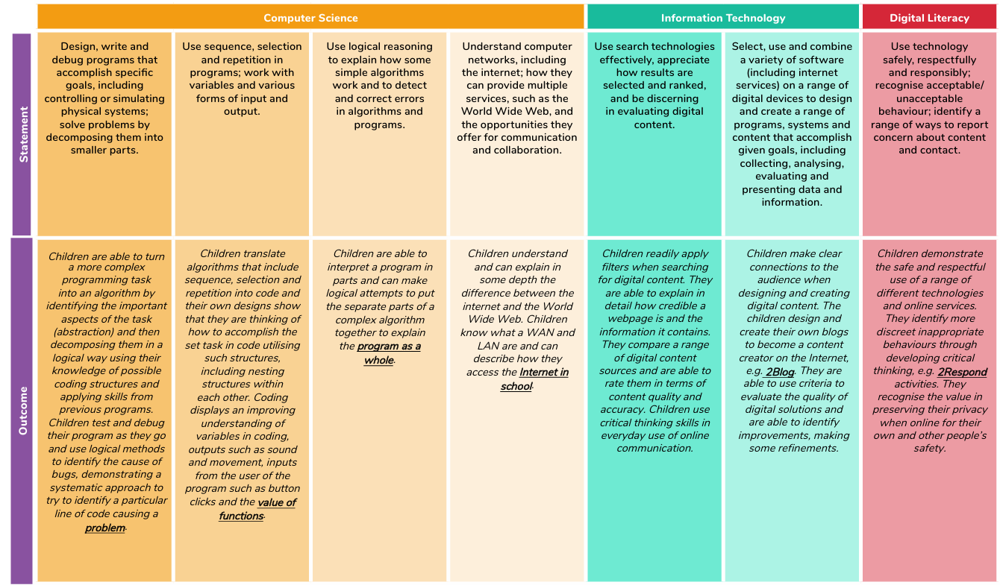 Computer Science
Information Technology
Digital Literacy
Statement
Design, write and
debug programs that
accomplish specific
goals, including
controlling or simulating
physical systems;
solve problems by
decomposing them into
smaller parts.
Use sequence, selection
and repetition in
programs; work with
variables and various
forms of input and
output.
Use logical reasoning
to explain how some
simple algorithms
work and to detect
and correct errors
in algorithms and
programs.
Understand computer
networks, including
the internet; how they
can provide multiple
services, such as the
World Wide Web, and
the opportunities they
offer for communication
and collaboration.
Use search technologies
effectively, appreciate
how results are
selected and ranked,
and be discerning
in evaluating digital
content.
Select, use and combine
a variety of software
(including internet
services) on a range of
digital devices to design
and create a range of
programs, systems and
content that accomplish
given goals, including
collecting, analysing,
evaluating and
presenting data and
information.
Use technology
safely, respectfully
and responsibly;
recognise acceptable/
unacceptable
behaviour; identify a
range of ways to report
concern about content
and contact.
Outcome
Children are able to turn
a more complex
programming task
into an algorithm by
identifying the important
aspects of the task
(abstraction) and then
decomposing them in a
logical way using their
knowledge of possible
coding structures and
applying skills from
previous programs.
Children test and debug
their program as they go
and use logical methods
to identify the cause of
bugs, demonstrating a
systematic approach to
try to identify a particular
line of code causing a
problem.
Children translate
algorithms that include
sequence, selection and
repetition into code and
their own designs show
that they are thinking of
how to accomplish the
set task in code utilising
such structures,
including nesting
structures within
each other. Coding
displays an improving
understanding of
variables in coding,
outputs such as sound
and movement, inputs
from the user of the
program such as button
clicks and the value of
functions.
Children are able to
interpret a program in
parts and can make
logical attempts to put
the separate parts of a
complex algorithm
together to explain
the program as a
whole.
Children understand
and can explain in
some depth the
difference between the
internet and the World
Wide Web. Children
know what a WAN and
LAN are and can
describe how they
access the Internet in
school.
Children readily apply
filters when searching
for digital content. They
are able to explain in
detail how credible a
webpage is and the
information it contains.
They compare a range
of digital content
sources and are able to
rate them in terms of
content quality and
accuracy. Children use
critical thinking skills in
everyday use of online
communication.
Children make clear
connections to the
audience when
designing and creating
digital content. The
children design and
create their own blogs
to become a content
creator on the Internet,
e.g. 2Blog. They are
able to use criteria to
evaluate the quality of
digital solutions and
are able to identify
improvements, making
some refinements.
Children demonstrate
the safe and respectful
use of a range of
different technologies
and online services.
They identify more
discreet inappropriate
behaviours through
developing critical
thinking, e.g. 2Respond
activities. They
recognise the value in
preserving their privacy
when online for their
own and other people's
safety.